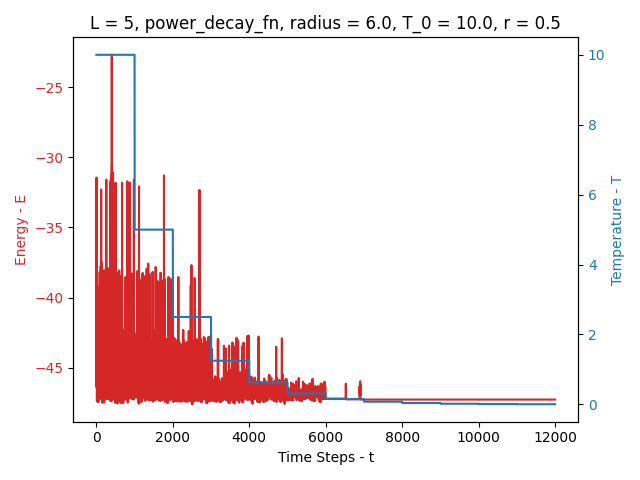 L = 5, power_decay_fn, radius = 6.0, T_0 = 10.0, r = 0.5
Energy - E
−25
−30
−35
−40
−45
10
8
6
4
2
0
Temperature - T
0 2000 4000 6000 8000 10000 12000
Time Steps - t